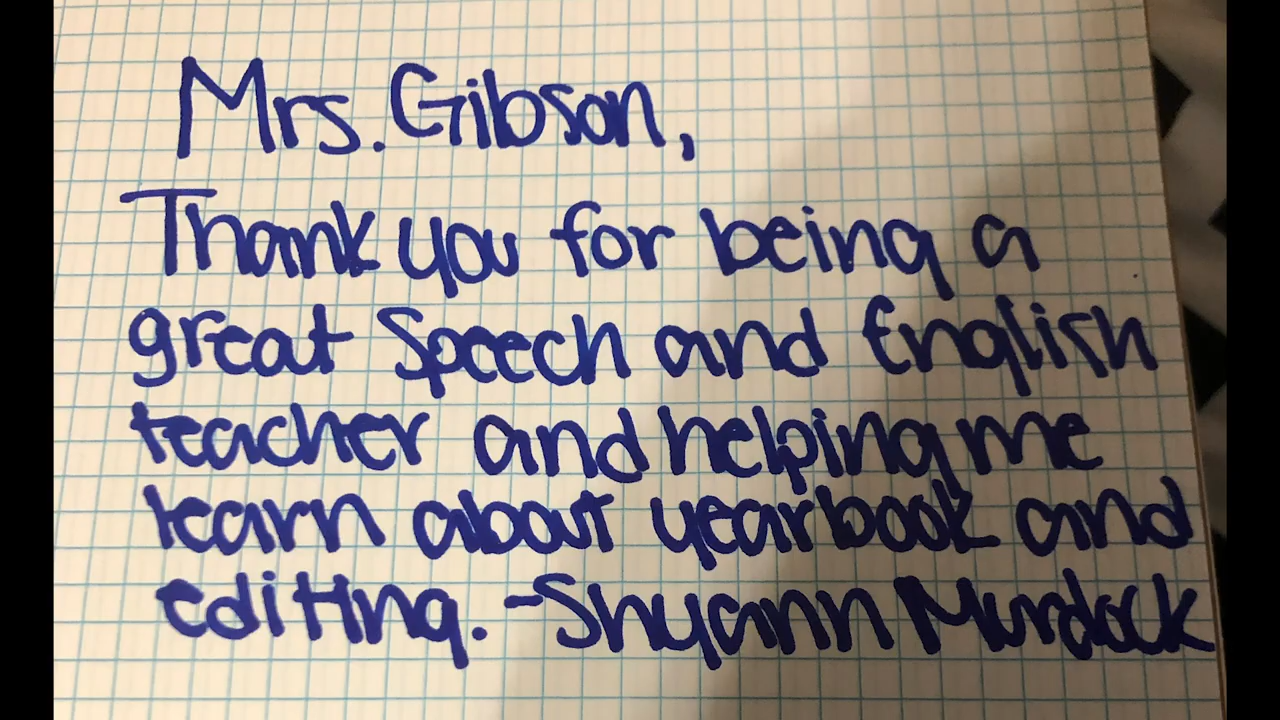 Mrs. Gibson,
Thank you for being a
great Speech and English
teacher and helping me
learn about yearbook and
editing. -Shyann Murdock